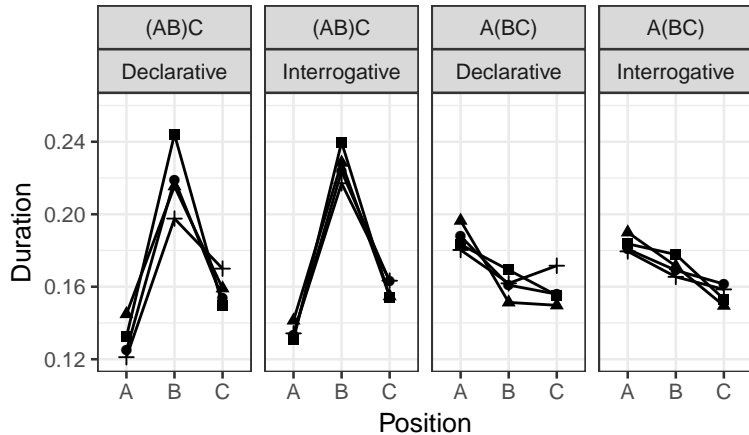 (AB)C (AB)C A(BC) A(BC)
Declarative Interrogative Declarative Interrogative
0.24
0.20
0.16
0.12
Duration
A B C A B C A B C A B C
Position